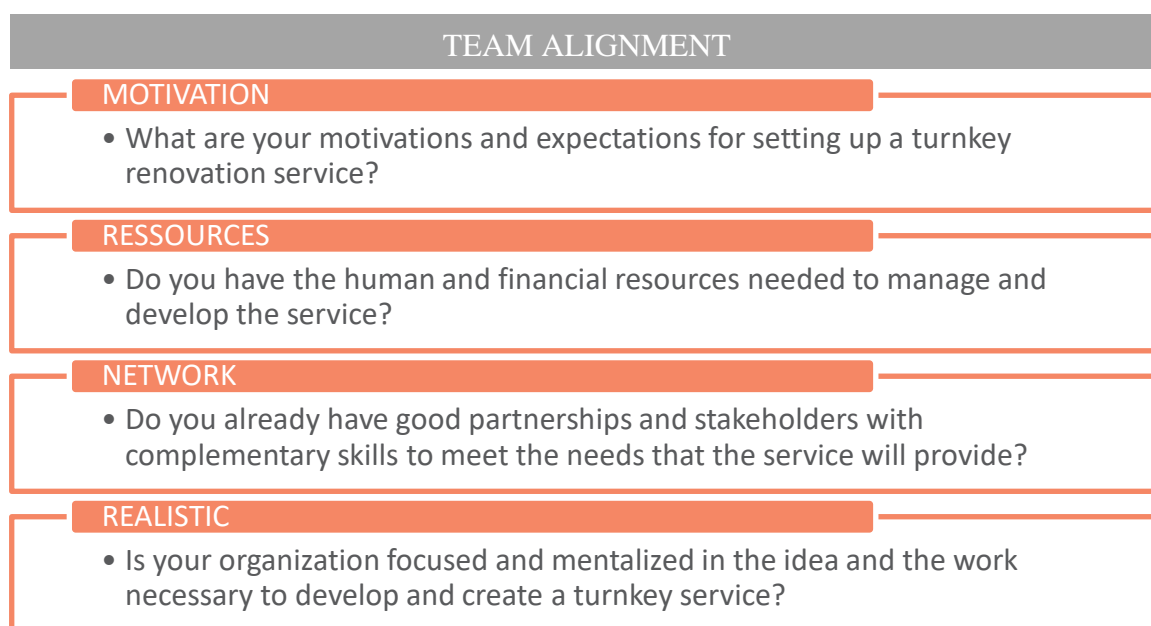 TEAM ALIGNMENT
MOTIVATION
• What are your motivations and expectations for setting up a turnkey
renovation service?
RESSOURCES
• Do you have the human and financial resources needed to manage and
develop the service?
NETWORK
• Do you already have good partnerships and stakeholders with
complementary skills to meet the needs that the service will provide?
REALISTIC
• Is your organization focused and mentalized in the idea and the work
necessary to develop and create a turnkey service?